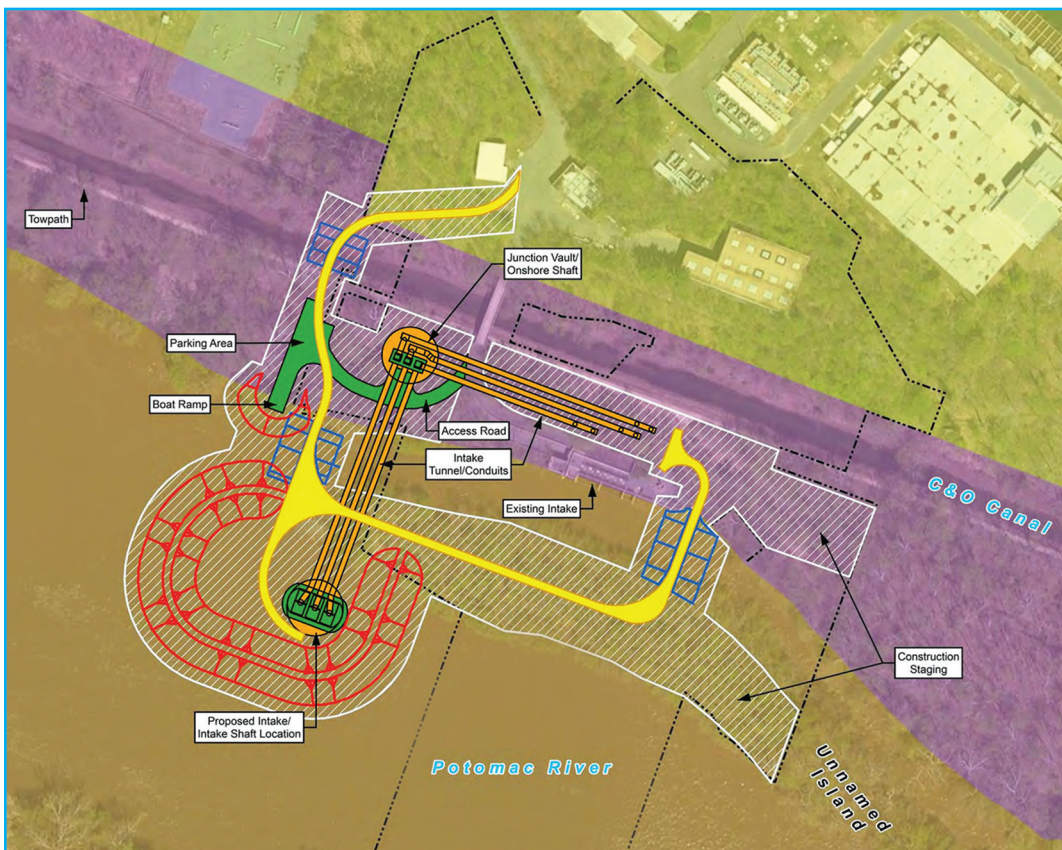 Towpath
Junction Vault/
Onshore Shaft
Parking Area
Boat Ramp
Access Road
Intake
Tunnel/Conduits
Existing Intake
C&O Canal
Construction
Staging
Proposed Intake/
Intake Shaft Location
Potomac River
Unnamed
Island